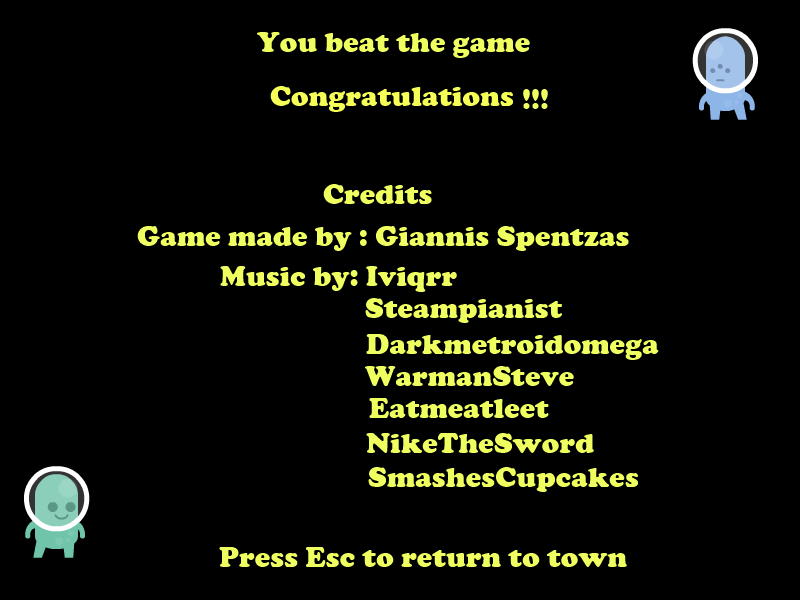 You beat the game
Congratulations !!!
Credits
Game made by : Giannis Spentzas
Music by: Iviqrr
Steampianist
Darkmetroidomega
WarmanSteve
Eatmeatleet
NikeTheSword
SmashesCupcakes
Press Esc to return to town